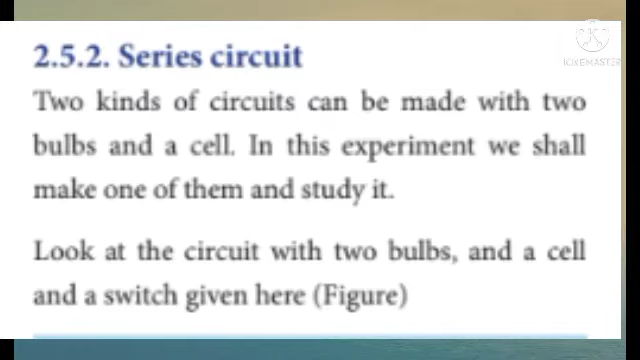 2.5.2. Series circuit
Two kinds of circuits can be made with two
bulbs and a cell. In this experiment we shall
make one of them and study it.
Look at the circuit with two bulbs, and a cell
and a switch given here (Figure)
KINEMASTER